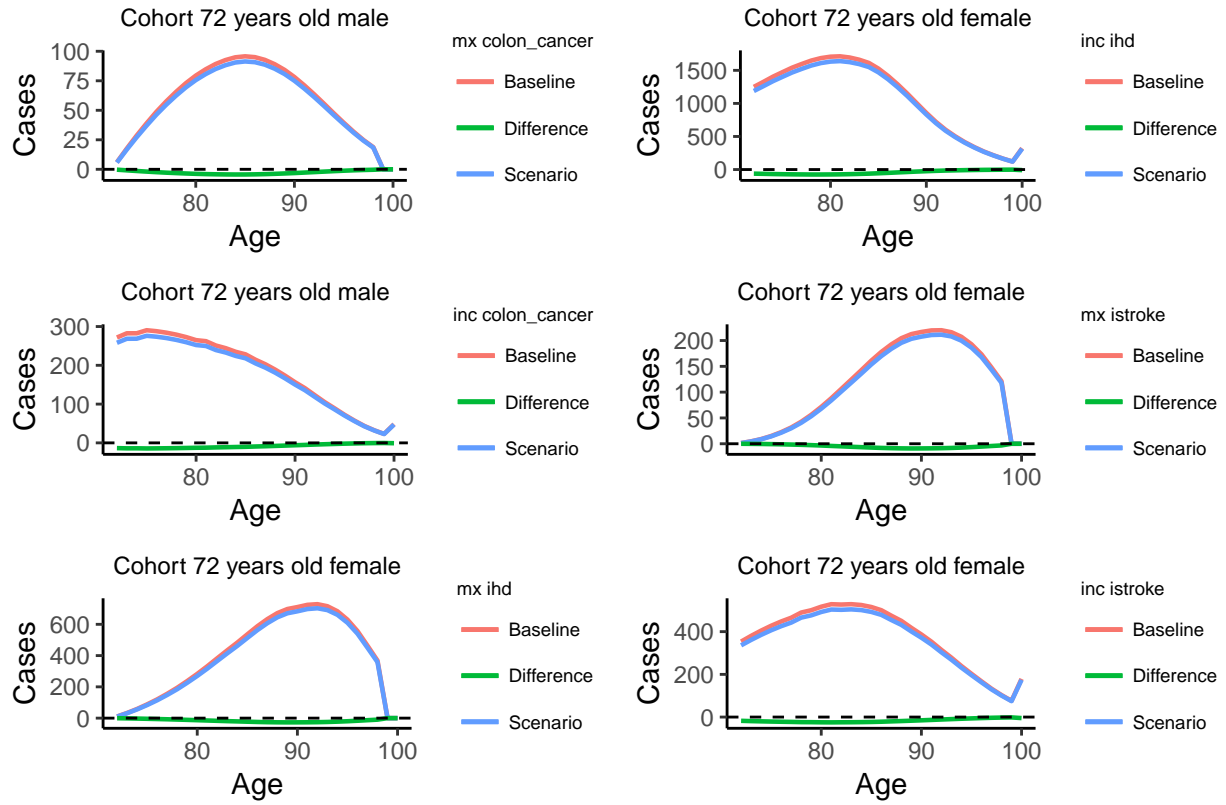 Cohort 72 years old male
Cases
100
75
50
25
0
80
90
100
Age
mx colon_cancer
Baseline
Difference
Scenario
Cohort 72 years old female
Cases
1500
1000
500
0
80
90
100
Age
inc ihd
Baseline
Difference
Scenario
Cohort 72 years old male
Cases
300
200
100
0
80
90
100
Age
inc colon_cancer
Baseline
Difference
Scenario
Cohort 72 years old female
Cases
200
150
100
50
0
80
90
100
Age
mx istroke
Baseline
Difference
Scenario
Cohort 72 years old female
Cases
600
400
200
0
80
90
100
Age
mx ihd
Baseline
Difference
Scenario
Cohort 72 years old female
Cases
400
200
0
80
90
100
Age
inc istroke
Baseline
Difference
Scenario